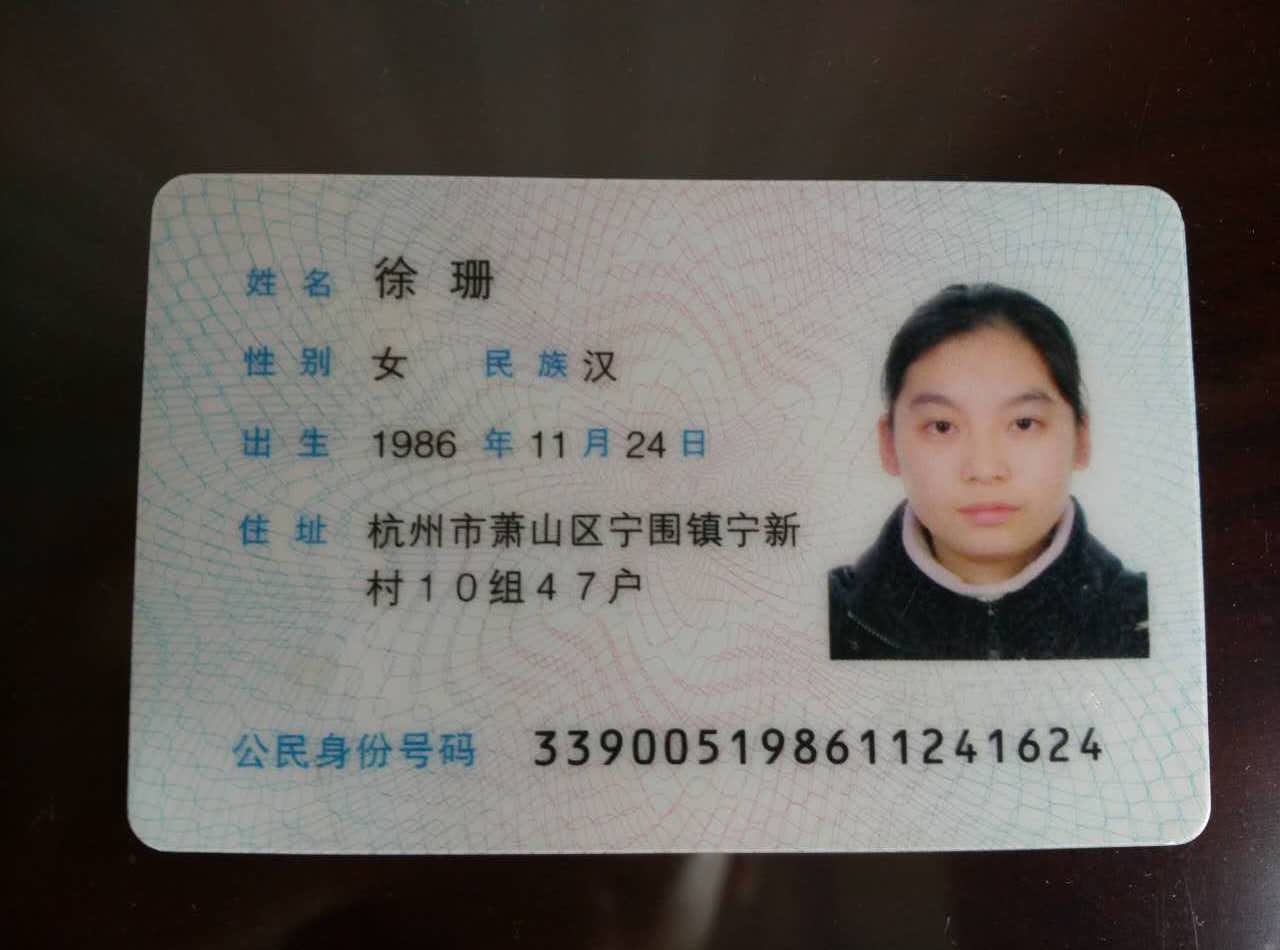 姓名 徐珊
性别 女 民族 汉
出生 1986 年 11 月 24 日
住址 杭州市萧山区宁围镇宁新
村10组47户
公民身份号码 339005198611241624